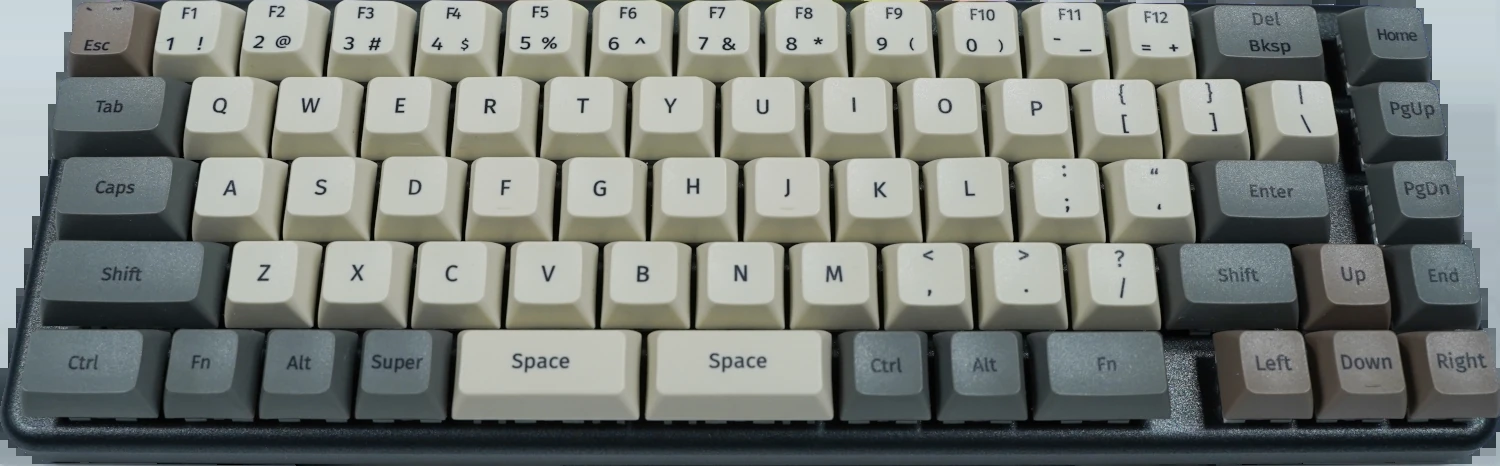 ` ~ F1 F2 F3 F4 F5 F6 F7 F8 F9 F10 F11 F12 Del
Esc 1 ! 2 @ 3 # 4 $ 5 % 6 ^ 7 & 8 * 9 ( 0 ) - _ = + Bksp Home
Tab Q W E R T Y U I O P { [ } ] | \ PgUp
Caps A S D F G H J K L : ; “ ‘ Enter PgDn
Shift Z X C V B N M < , > . ? / Shift Up End
Ctrl Fn Alt Super Space Space Ctrl Alt Fn Left Down Right